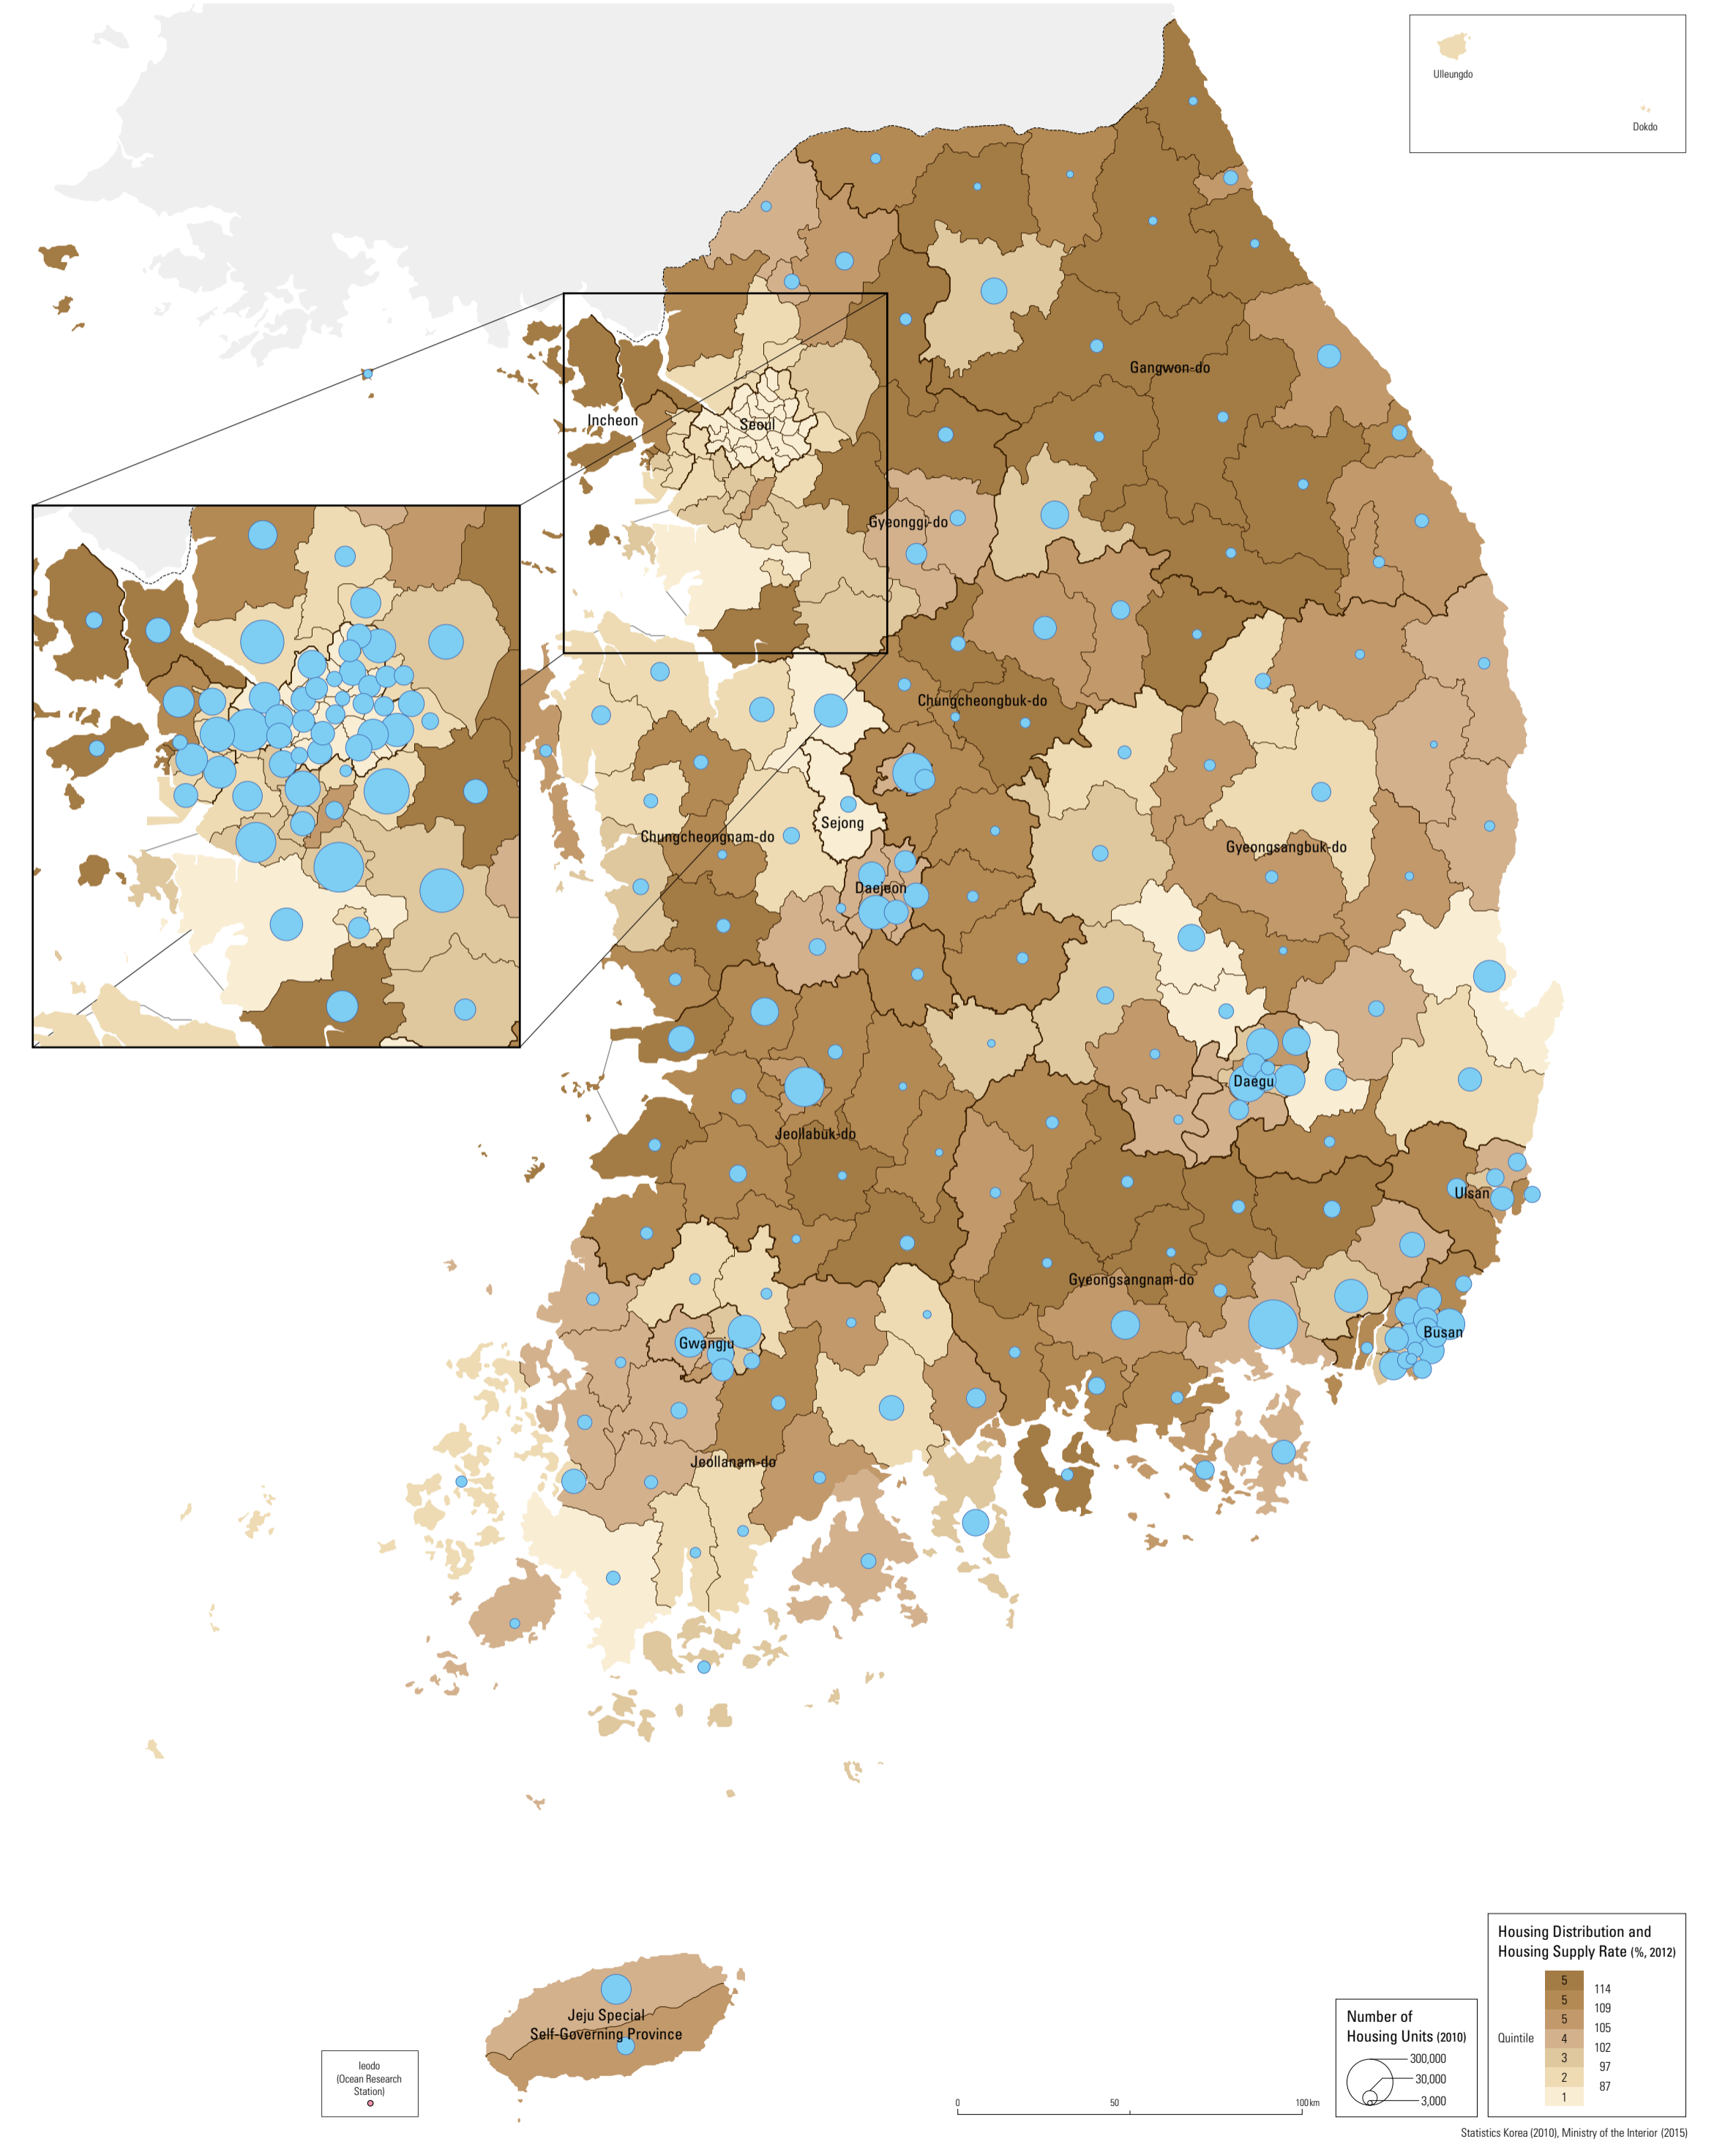 Ulleungdo
Dokdo
Gangwon-do
Incheon
Seoul
Gyeonggi-do
Chungcheongbuk-do
Sejong
Chungcheongnam-do
Gyeongsangbuk-do
Daejeon
Daegu
Jeollabuk-do
Ulsan
Gyeongsangnam-do
Busan
Gwangju
Jeollanam-do
Jeju Special
Self-Governing Province
Ieodo
(Ocean Research
Station)
0 50 100km
Number of
Housing Units (2010)
300,000
30,000
3,000
Housing Distribution and
Housing Supply Rate (%, 2012)
Quintile
5
114
5
109
5
105
4
102
3
97
2
87
1
Statistics Korea (2010), Ministry of the Interior (2015)